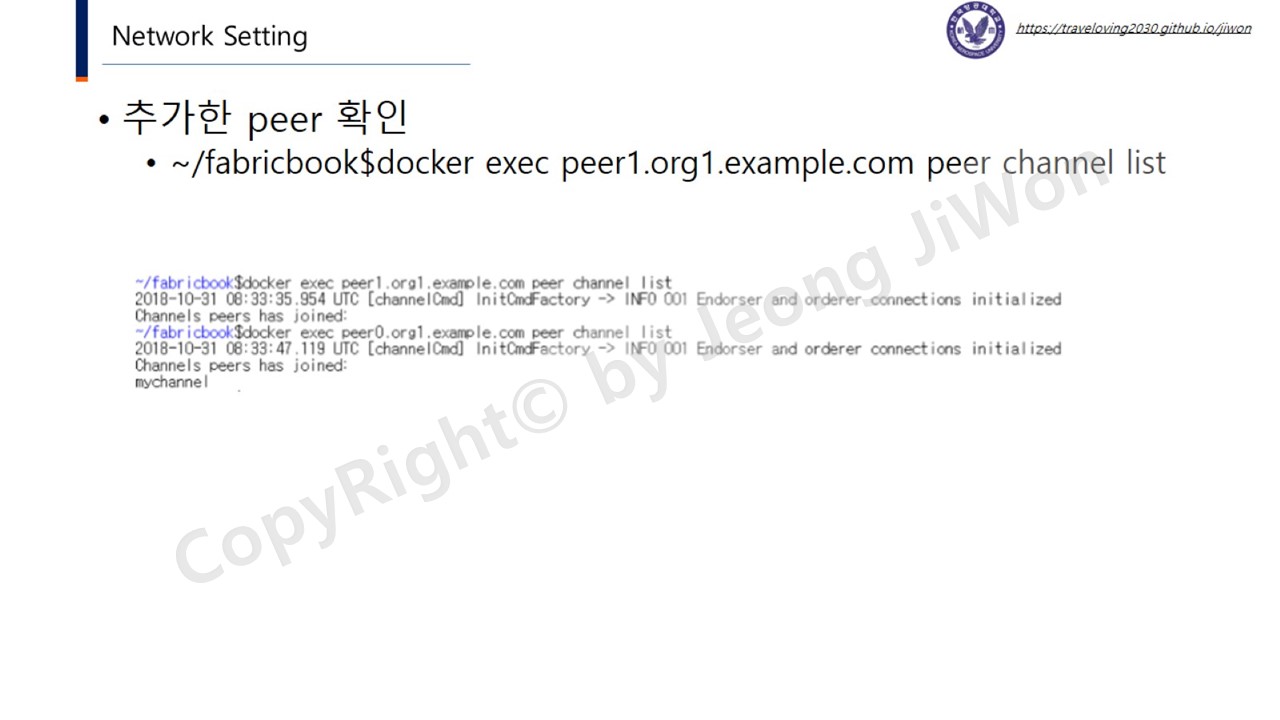 Network Setting
https://traveloving2030.github.io/jiwon
• 추가한 peer 확인
• ~/fabricbook$docker exec peer1.org1.example.com peer channel list
~/fabricbook$docker exec peer1.org1.example.com peer channel list
2018-10-31 08:33:35.954 UTC [channelCmd] InitCmdFactory -> INFO 001 Endorser and orderer connections initialized
Channels peers has joined:
~/fabricbook$docker exec peer0.org1.example.com peer channel list
2018-10-31 08:33:47.119 UTC [channelCmd] InitCmdFactory -> INFO 001 Endorser and orderer connections initialized
Channels peers has joined:
mychannel
CopyRight© by Jeong JiWon